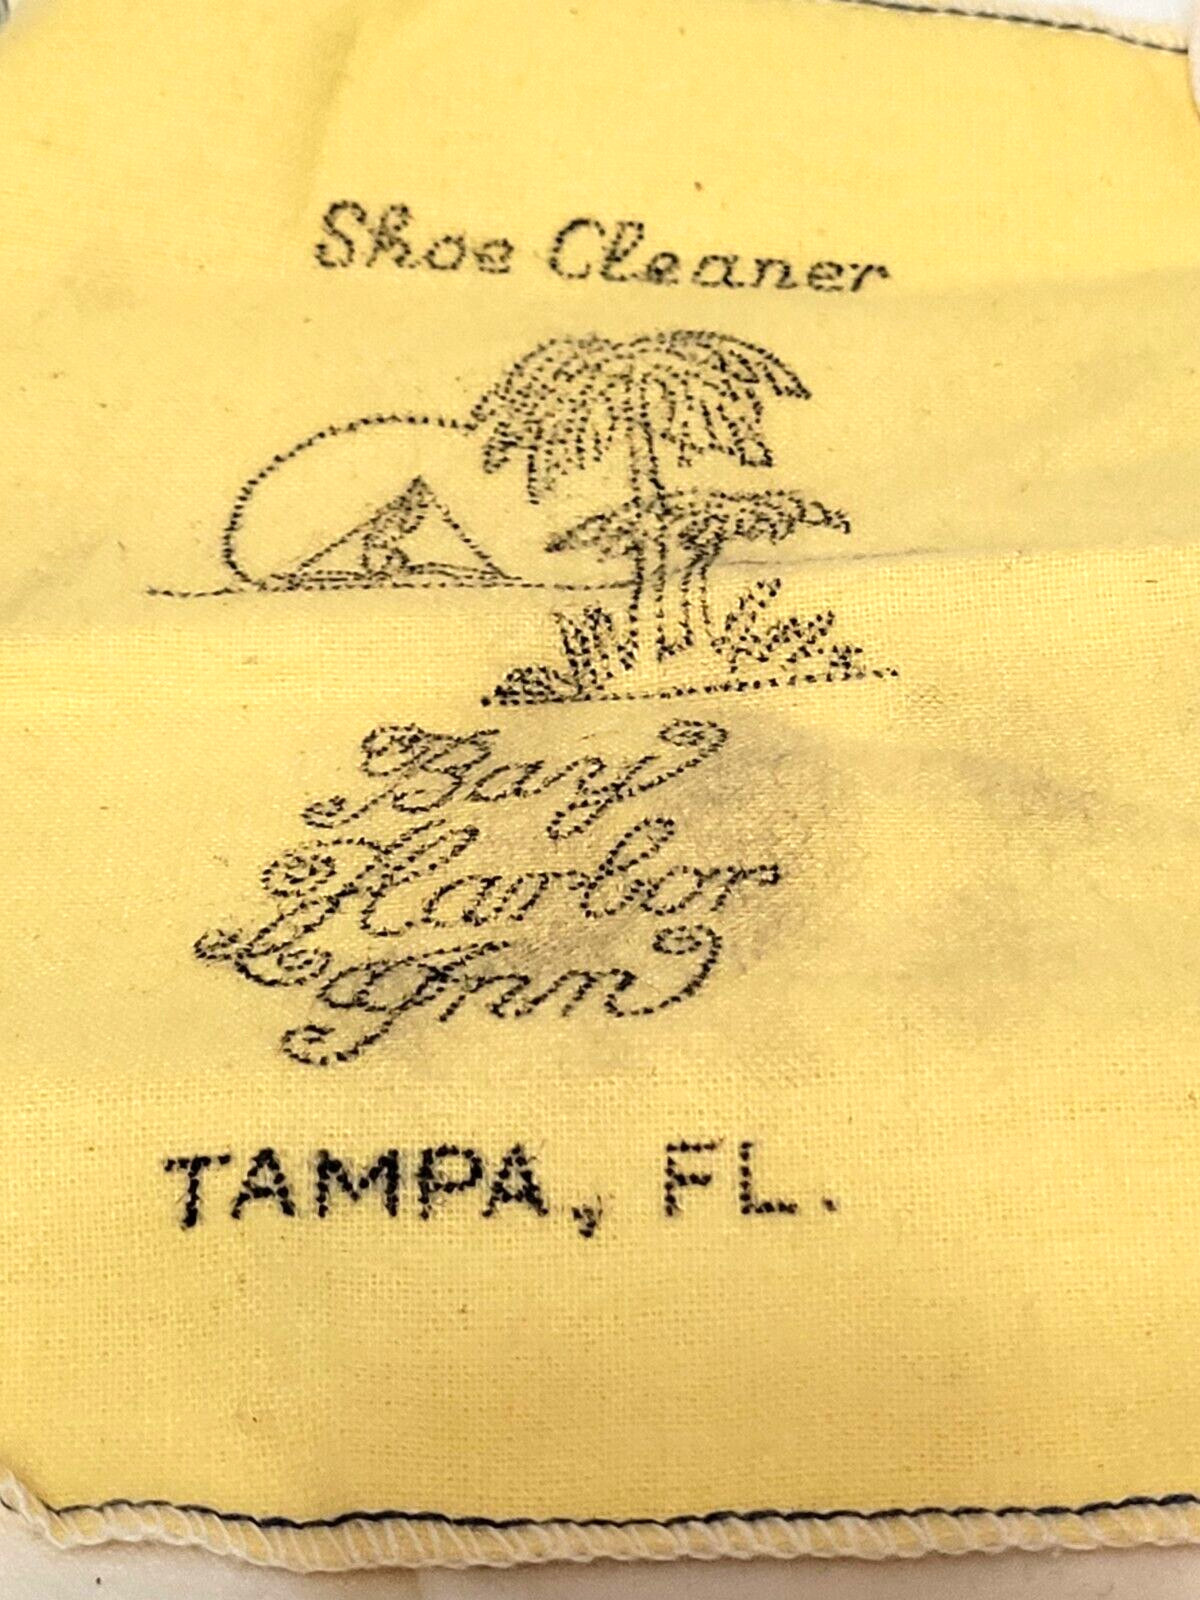 Shoe Cleaner
Bay
Harbor
Inn
TAMPA, FL.